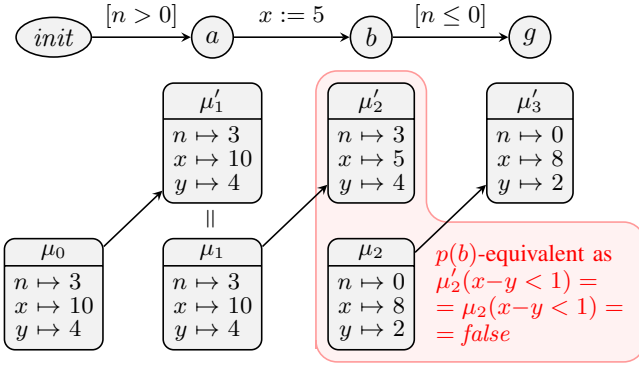 [n > 0] x := 5 [n ≤ 0]
init a b g
μ′₁ μ′₂ μ′₃
n ↦ 3 n ↦ 3 n ↦ 0
x ↦ 10 x ↦ 5 x ↦ 8
y ↦ 4 y ↦ 4 y ↦ 2
=
μ₀ μ₁ μ₂ p(b)-equivalent as
n ↦ 3 n ↦ 3 n ↦ 0 μ′₂(x−y < 1) =
x ↦ 10 x ↦ 10 x ↦ 8 = μ₂(x−y < 1) =
y ↦ 4 y ↦ 4 y ↦ 2 = false